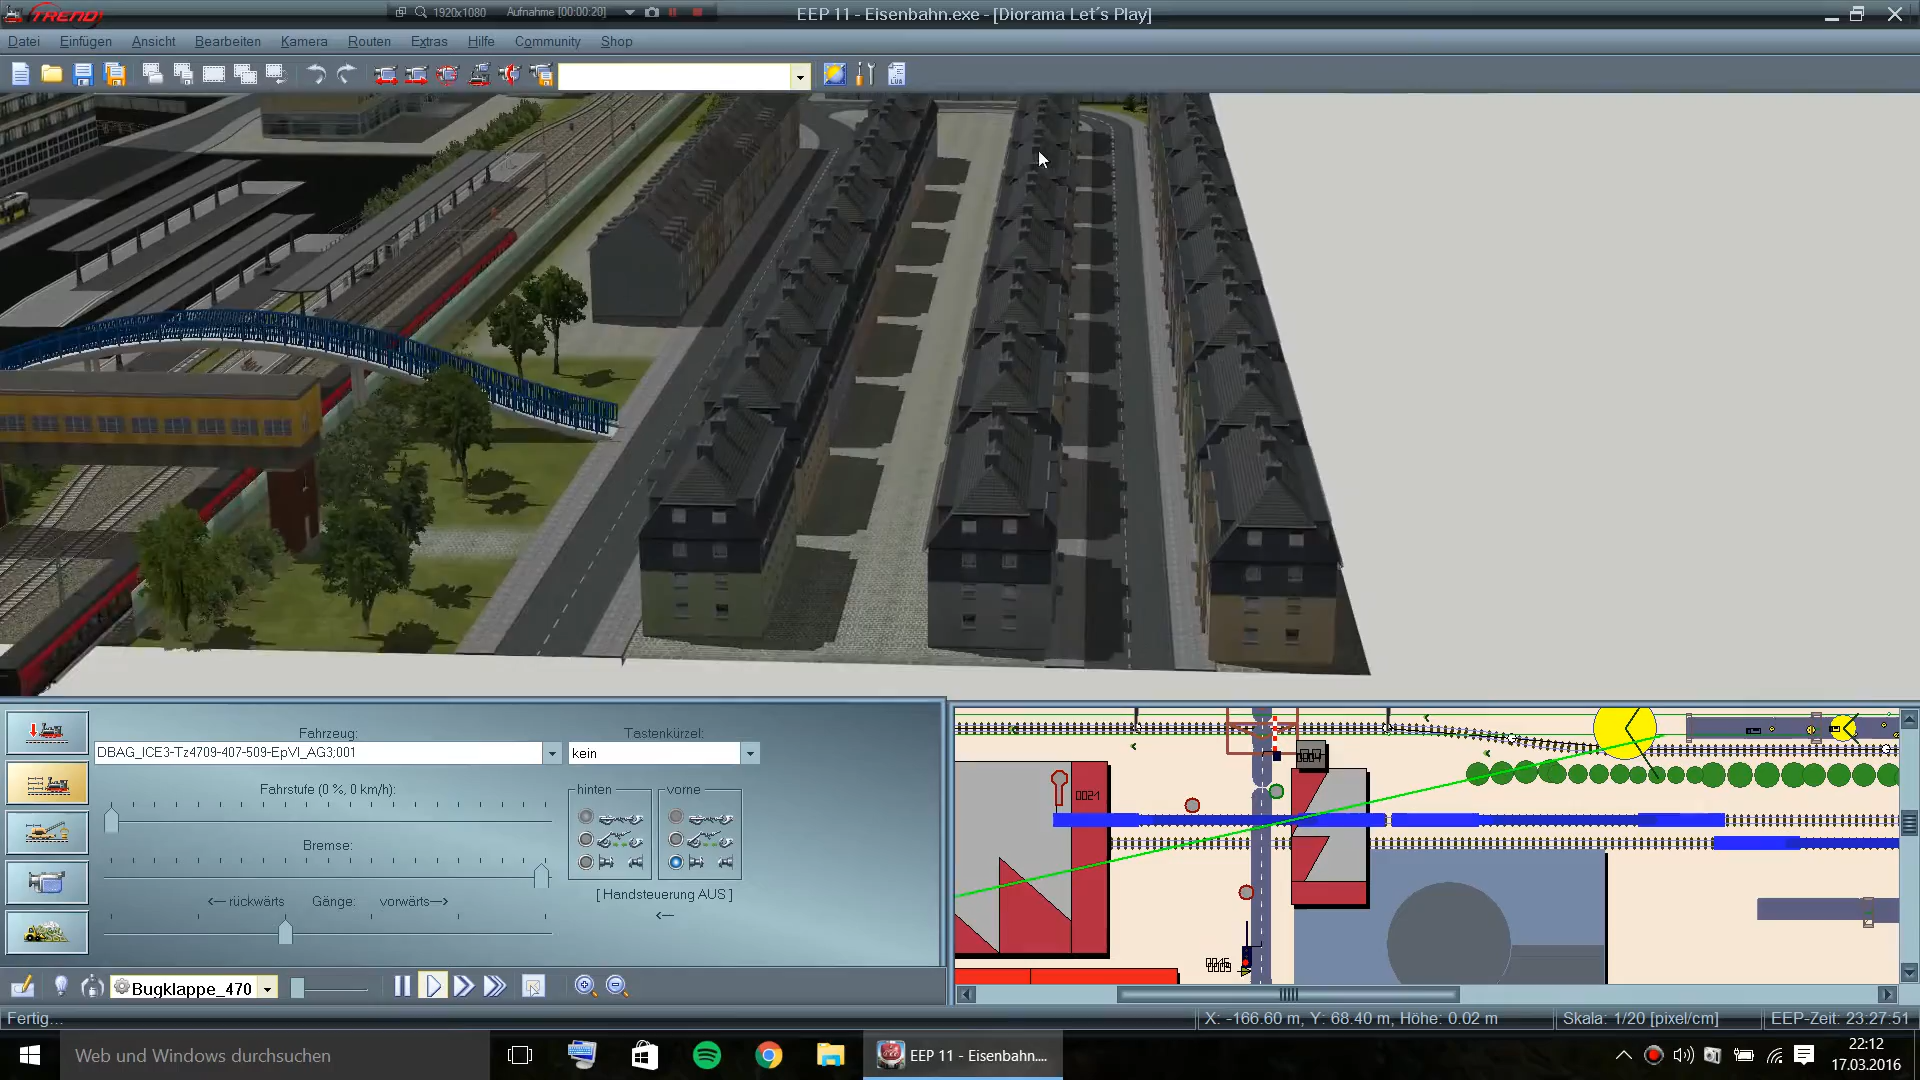 TREND
1920x1080
Aufnahme [00:00:20]
EEP 11 - Eisenbahn.exe - [Diorama Let´s Play]
Datei Einfügen Ansicht Bearbeiten Kamera Routen Extras Hilfe Community Shop
Fahrzeug:
Tastenkürzel:
DBAG_ICE3-Tz4709-407-509-EpVI_AG3;001
kein
Fahrstufe (0 %, 0 km/h):
hinten
vorne
Bremse:
[ Handsteuerung AUS ]
<— rückwärts Gänge: vorwärts—>
<—
0021
Bugklappe_470
Fertig...
X: -166.60 m, Y: 68.40 m, Höhe: 0.02 m
Skala: 1/20 [pixel/cm]
EEP-Zeit: 23:27:51
Web und Windows durchsuchen
EEP 11 - Eisenbahn....
22:12
17.03.2016